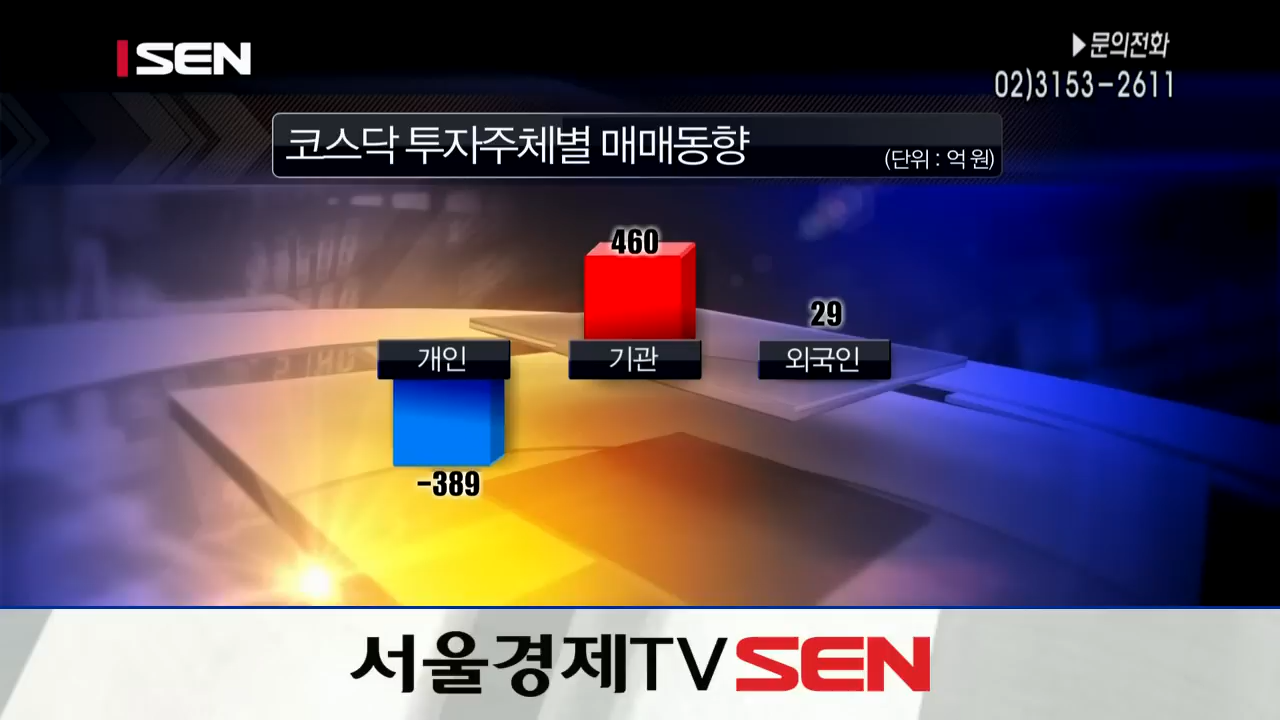 SEN
▶문의전화
02)3153-2611
코스닥 투자주체별 매매동향
(단위 : 억 원)
460
29
개인
기관
외국인
-389
서울경제TV SEN